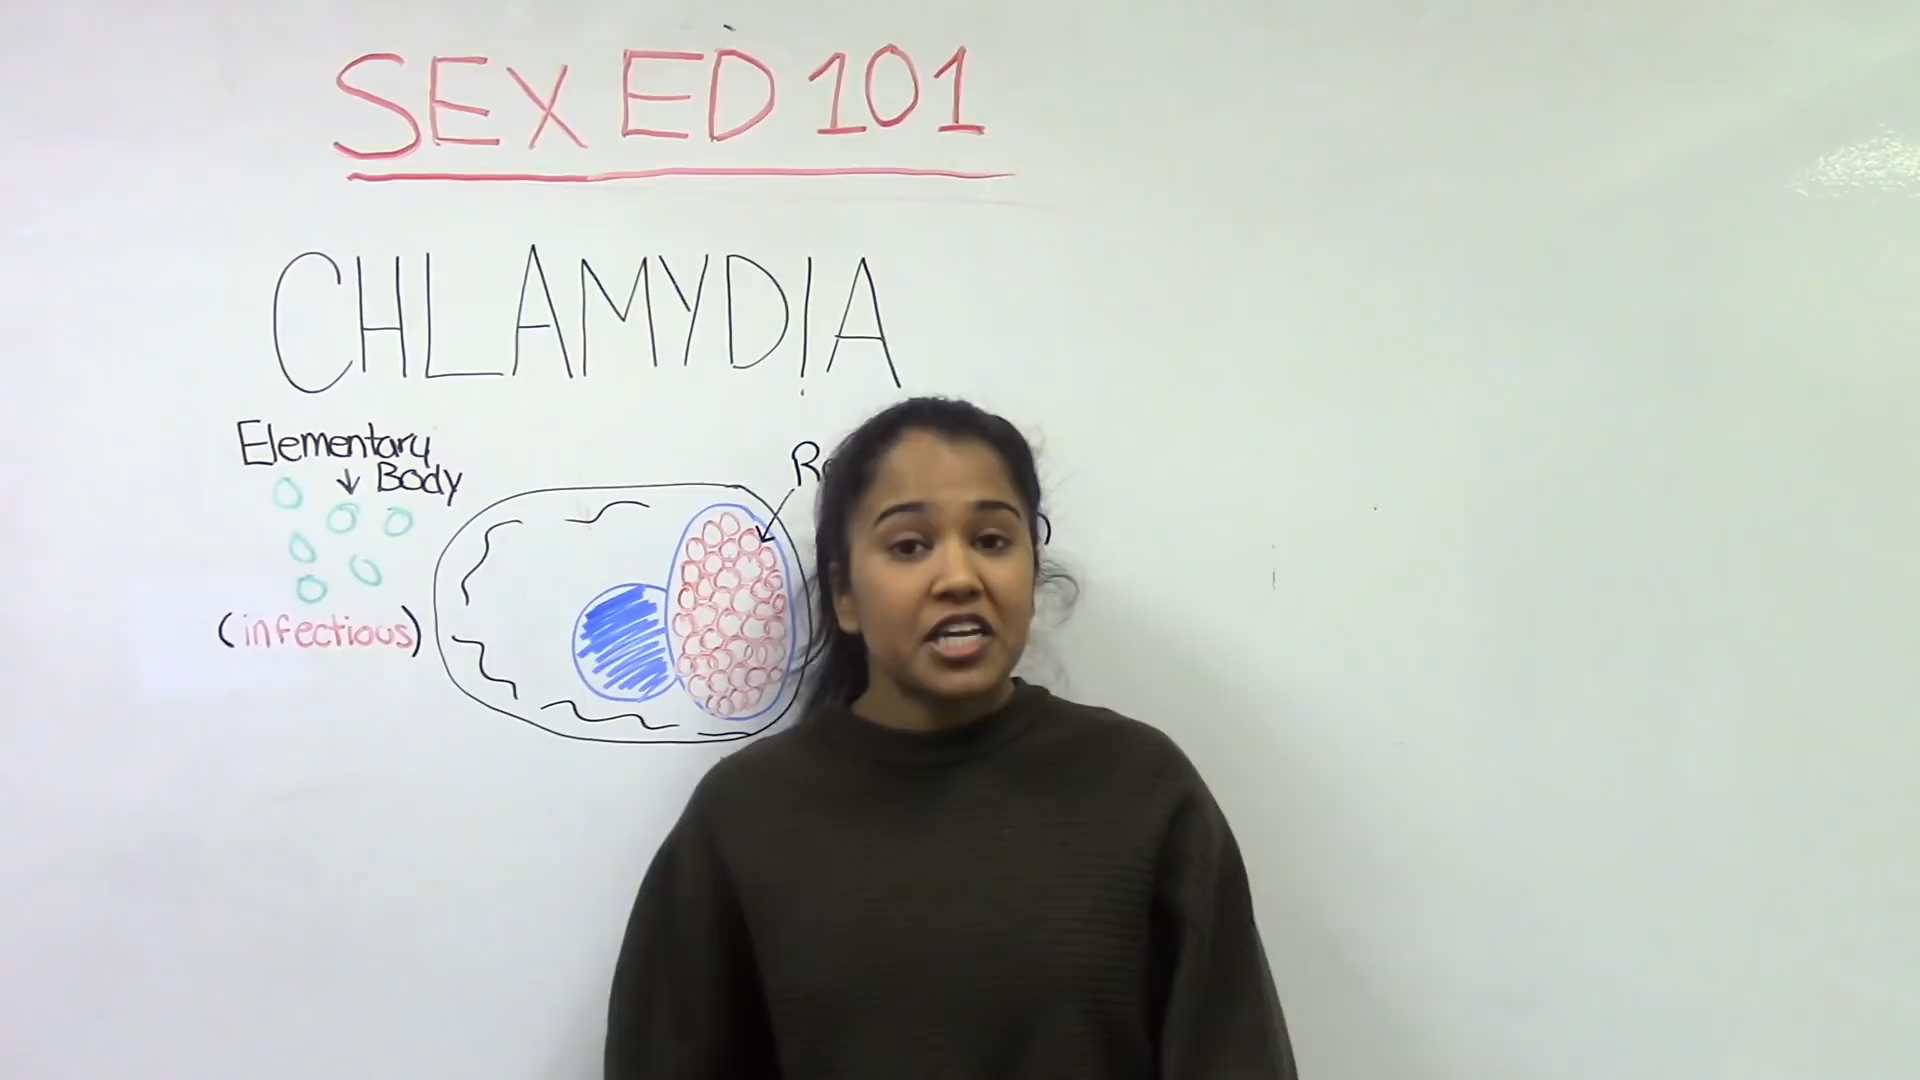 SEX ED 101
CHLAMYDIA
Elementary
Body
(infectious)